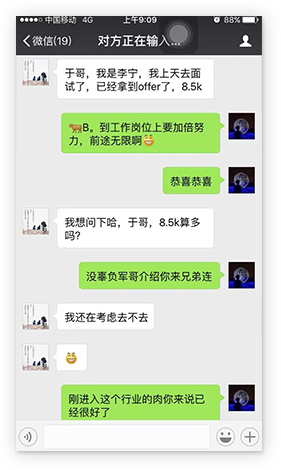 中国移动 4G 上午9:09 88%
微信(19) 对方正在输入...
于哥，我是李宁，我上天去面
试了，已经拿到offer了，8.5k
🐂B。到工作岗位上要加倍努
力，前途无限啊😄
恭喜恭喜
我想问下哈，于哥，8.5k算多
吗?
没辜负军哥介绍你来兄弟连
我还在考虑去不去
😄
刚进入这个行业的肉你来说已
经很好了